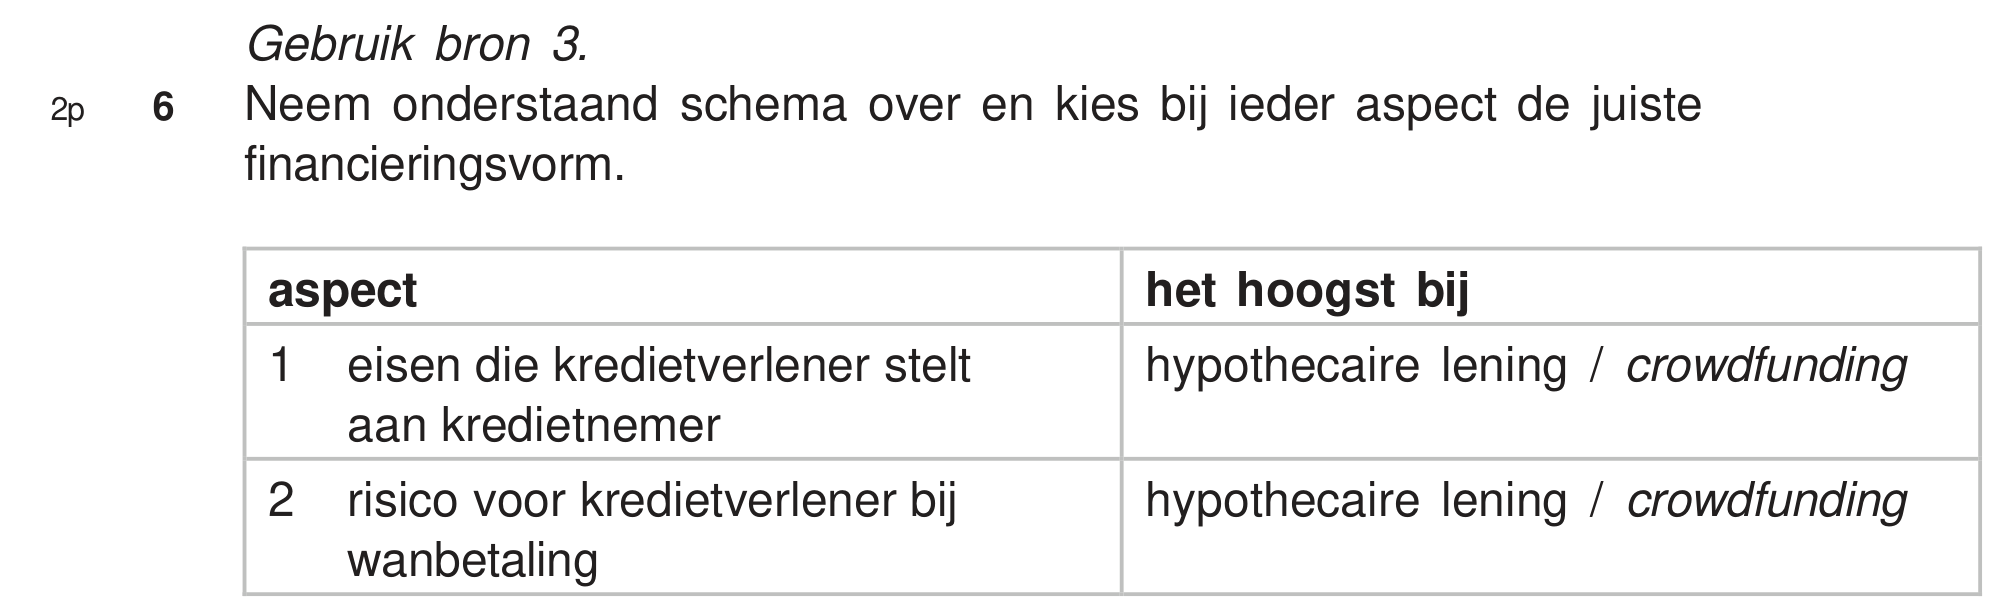 Gebruik bron 3.
2p 6 Neem onderstaand schema over en kies bij ieder aspect de juiste
financieringsvorm.
aspect het hoogst bij
1 eisen die kredietverlener stelt hypothecaire lening / crowdfunding
aan kredietnemer
2 risico voor kredietverlener bij hypothecaire lening / crowdfunding
wanbetaling